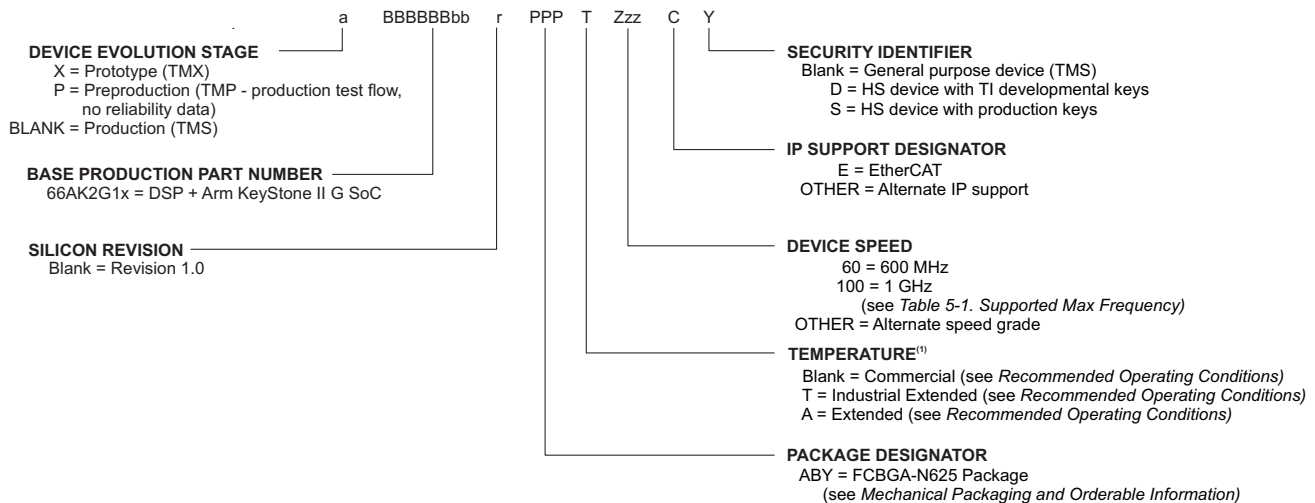 a BBBBBBbb r PPP T Zzz C Y
DEVICE EVOLUTION STAGE
X = Prototype (TMX)
P = Preproduction (TMP - production test flow,
no reliability data)
BLANK = Production (TMS)
BASE PRODUCTION PART NUMBER
66AK2G1x = DSP + Arm KeyStone II G SoC
SILICON REVISION
Blank = Revision 1.0
SECURITY IDENTIFIER
Blank = General purpose device (TMS)
D = HS device with TI developmental keys
S = HS device with production keys
IP SUPPORT DESIGNATOR
E = EtherCAT
OTHER = Alternate IP support
DEVICE SPEED
60 = 600 MHz
100 = 1 GHz
(see Table 5-1. Supported Max Frequency)
OTHER = Alternate speed grade
TEMPERATURE(1)
Blank = Commercial (see Recommended Operating Conditions)
T = Industrial Extended (see Recommended Operating Conditions)
A = Extended (see Recommended Operating Conditions)
PACKAGE DESIGNATOR
ABY = FCBGA-N625 Package
(see Mechanical Packaging and Orderable Information)